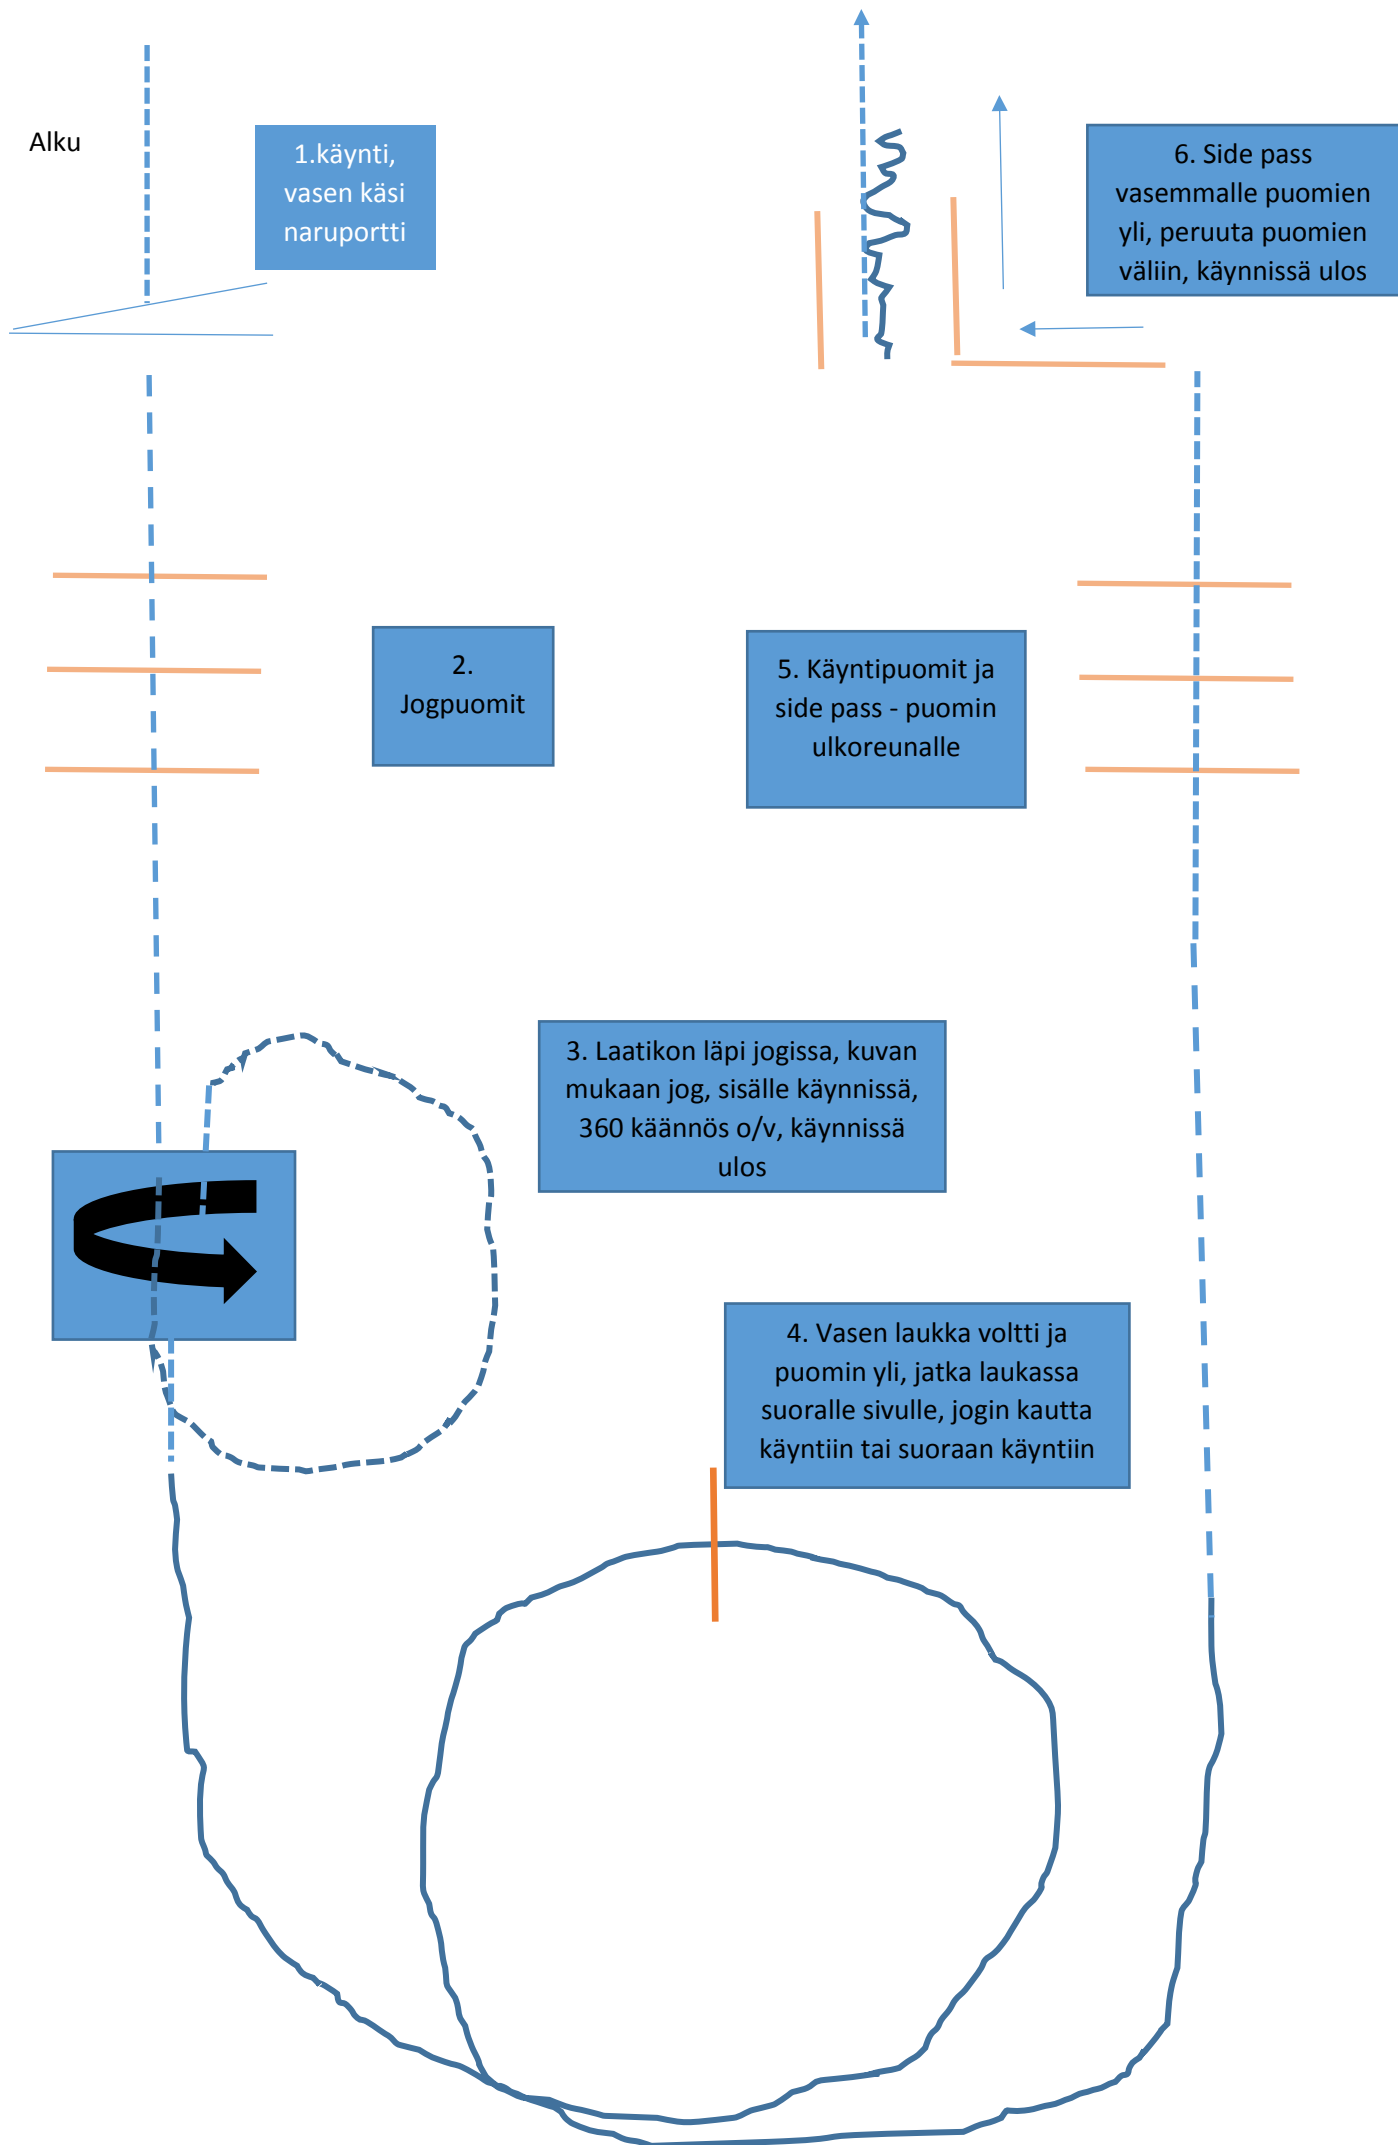 Alku
1.käynti,
vasen käsi
naruportti
6. Side pass
vasemmalle puomien
yli, peruuta puomien
väliin, käynnissä ulos
2.
Jogpuomit
5. Käyntipuomit ja
side pass - puomin
ulkoreunalle
3. Laatikon läpi jogissa, kuvan
mukaan jog, sisälle käynnissä,
360 käännös o/v, käynnissä
ulos
4. Vasen laukka voltti ja
puomin yli, jatka laukassa
suoralle sivulle, jogin kautta
käyntiin tai suoraan käyntiin